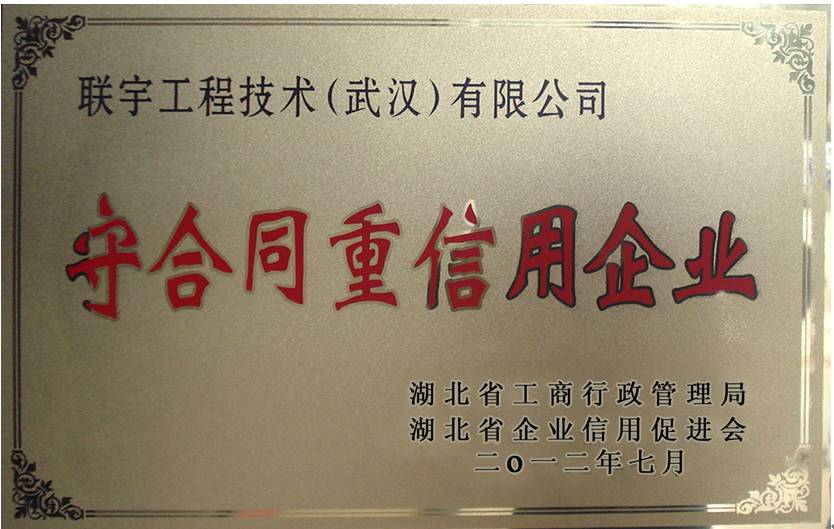 联宇工程技术(武汉)有限公司
守合同重信用企业
湖北省工商行政管理局
湖北省企业信用促进会
二0一二年七月